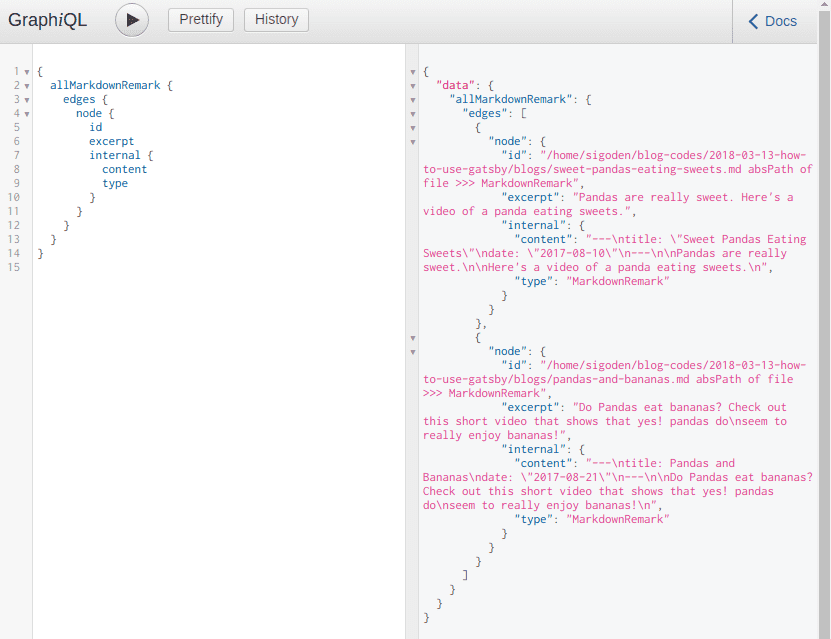 GraphiQL
Prettify
History
Docs
1 {
2 allMarkdownRemark {
3 edges {
4 node {
5 id
6 excerpt
7 internal {
8 content
9 type
10 }
11 }
12 }
13 }
14 }
15
{
"data": {
"allMarkdownRemark": {
"edges": [
{
"node": {
"id": "/home/sigoden/blog-codes/2018-03-13-how-
to-use-gatsby/blogs/sweet-pandas-eating-sweets.md absPath of
file >>> MarkdownRemark",
"excerpt": "Pandas are really sweet. Here's a
video of a panda eating sweets.",
"internal": {
"content": "---\ntitle: \"Sweet Pandas Eating
Sweets\"\ndate: \"2017-08-10\"\n---\n\nPandas are really
sweet.\n\nHere's a video of a panda eating sweets.\n",
"type": "MarkdownRemark"
}
}
},
{
"node": {
"id": "/home/sigoden/blog-codes/2018-03-13-how-
to-use-gatsby/blogs/pandas-and-bananas.md absPath of file
>>> MarkdownRemark",
"excerpt": "Do Pandas eat bananas? Check out
this short video that shows that yes! pandas do\nseem to
really enjoy bananas!",
"internal": {
"content": "---\ntitle: Pandas and
Bananas\ndate: \"2017-08-21\"\n---\n\nDo Pandas eat bananas?
Check out this short video that shows that yes! pandas
do\nseem to really enjoy bananas!\n",
"type": "MarkdownRemark"
}
}
}
]
}
}
}